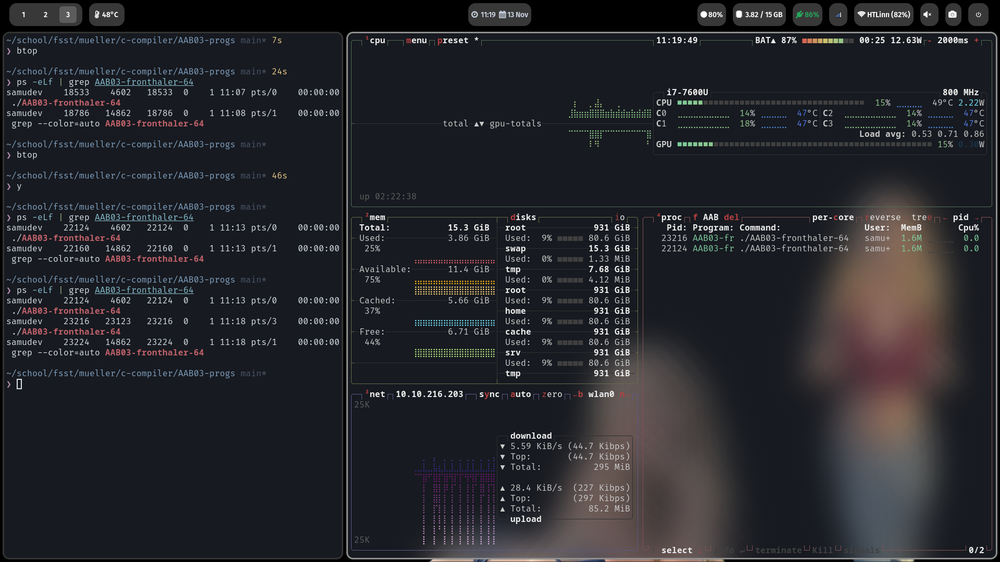 1 2 3 48°C 11:19 13 Nov 80% 3.82 / 15 GB 86% HTLinn (82%)
~/school/fsst/mueller/c-compiler/AAB03-progs main* 7s
❯ btop
~/school/fsst/mueller/c-compiler/AAB03-progs main* 24s
❯ ps -eLf | grep AAB03-fronthaler-64
samudev 18533 4602 18533 0 1 11:07 pts/0 00:00:00
./AAB03-fronthaler-64
samudev 18786 14862 18786 0 1 11:08 pts/1 00:00:00
grep --color=auto AAB03-fronthaler-64
~/school/fsst/mueller/c-compiler/AAB03-progs main*
❯ btop
~/school/fsst/mueller/c-compiler/AAB03-progs main* 46s
❯ y
~/school/fsst/mueller/c-compiler/AAB03-progs main*
❯ ps -eLf | grep AAB03-fronthaler-64
samudev 22124 4602 22124 0 1 11:13 pts/0 00:00:00
./AAB03-fronthaler-64
samudev 22160 14862 22160 0 1 11:13 pts/1 00:00:00
grep --color=auto AAB03-fronthaler-64
~/school/fsst/mueller/c-compiler/AAB03-progs main*
❯ ps -eLf | grep AAB03-fronthaler-64
samudev 22124 4602 22124 0 1 11:13 pts/0 00:00:00
./AAB03-fronthaler-64
samudev 23216 23123 23216 0 1 11:18 pts/3 00:00:00
./AAB03-fronthaler-64
samudev 23224 14862 23224 0 1 11:18 pts/1 00:00:00
grep --color=auto AAB03-fronthaler-64
~/school/fsst/mueller/c-compiler/AAB03-progs main*
❯
¹cpu menu preset * 11:19:49 BAT▲ 87% 00:25 12.63W - 2000ms +
i7-7600U 800 MHz
CPU 15% 49°C 2.22W
C0 14% 47°C C2 14% 47°C
C1 18% 47°C C3 14% 47°C
total ▲▼ gpu-totals
Load avg: 0.53 0.71 0.86
GPU 15% 0.30W
up 02:22:38
²mem
Total: 15.3 GiB
Used: 3.86 GiB
25%
Available: 11.4 GiB
75%
Cached: 5.66 GiB
37%
Free: 6.71 GiB
44%
disks io
root 931 GiB
Used: 9% 80.6 GiB
swap 15.3 GiB
Used: 0% 1.33 MiB
tmp 7.68 GiB
Used: 0% 4.12 MiB
root 931 GiB
Used: 9% 80.6 GiB
home 931 GiB
Used: 9% 80.6 GiB
cache 931 GiB
Used: 9% 80.6 GiB
srv 931 GiB
Used: 9% 80.6 GiB
tmp 931 GiB
⁴proc f AAB del per-core reverse tree ← pid →
Pid: Program: Command: User: MemB Cpu%
23216 AAB03-fr ./AAB03-fronthaler-64 samu+ 1.6M 0.0
22124 AAB03-fr ./AAB03-fronthaler-64 samu+ 1.6M 0.0
³net 10.10.216.203 sync auto zero ←b wlan0 n→
25K
download
▼ 5.59 KiB/s (44.7 Kibps)
▼ Top: (44.7 Kibps)
▼ Total: 295 MiB
▲ 28.4 KiB/s (227 Kibps)
▲ Top: (297 Kibps)
▲ Total: 85.2 MiB
upload
25K
↑ select ↓ info ↵ terminate Kill signals 0/2